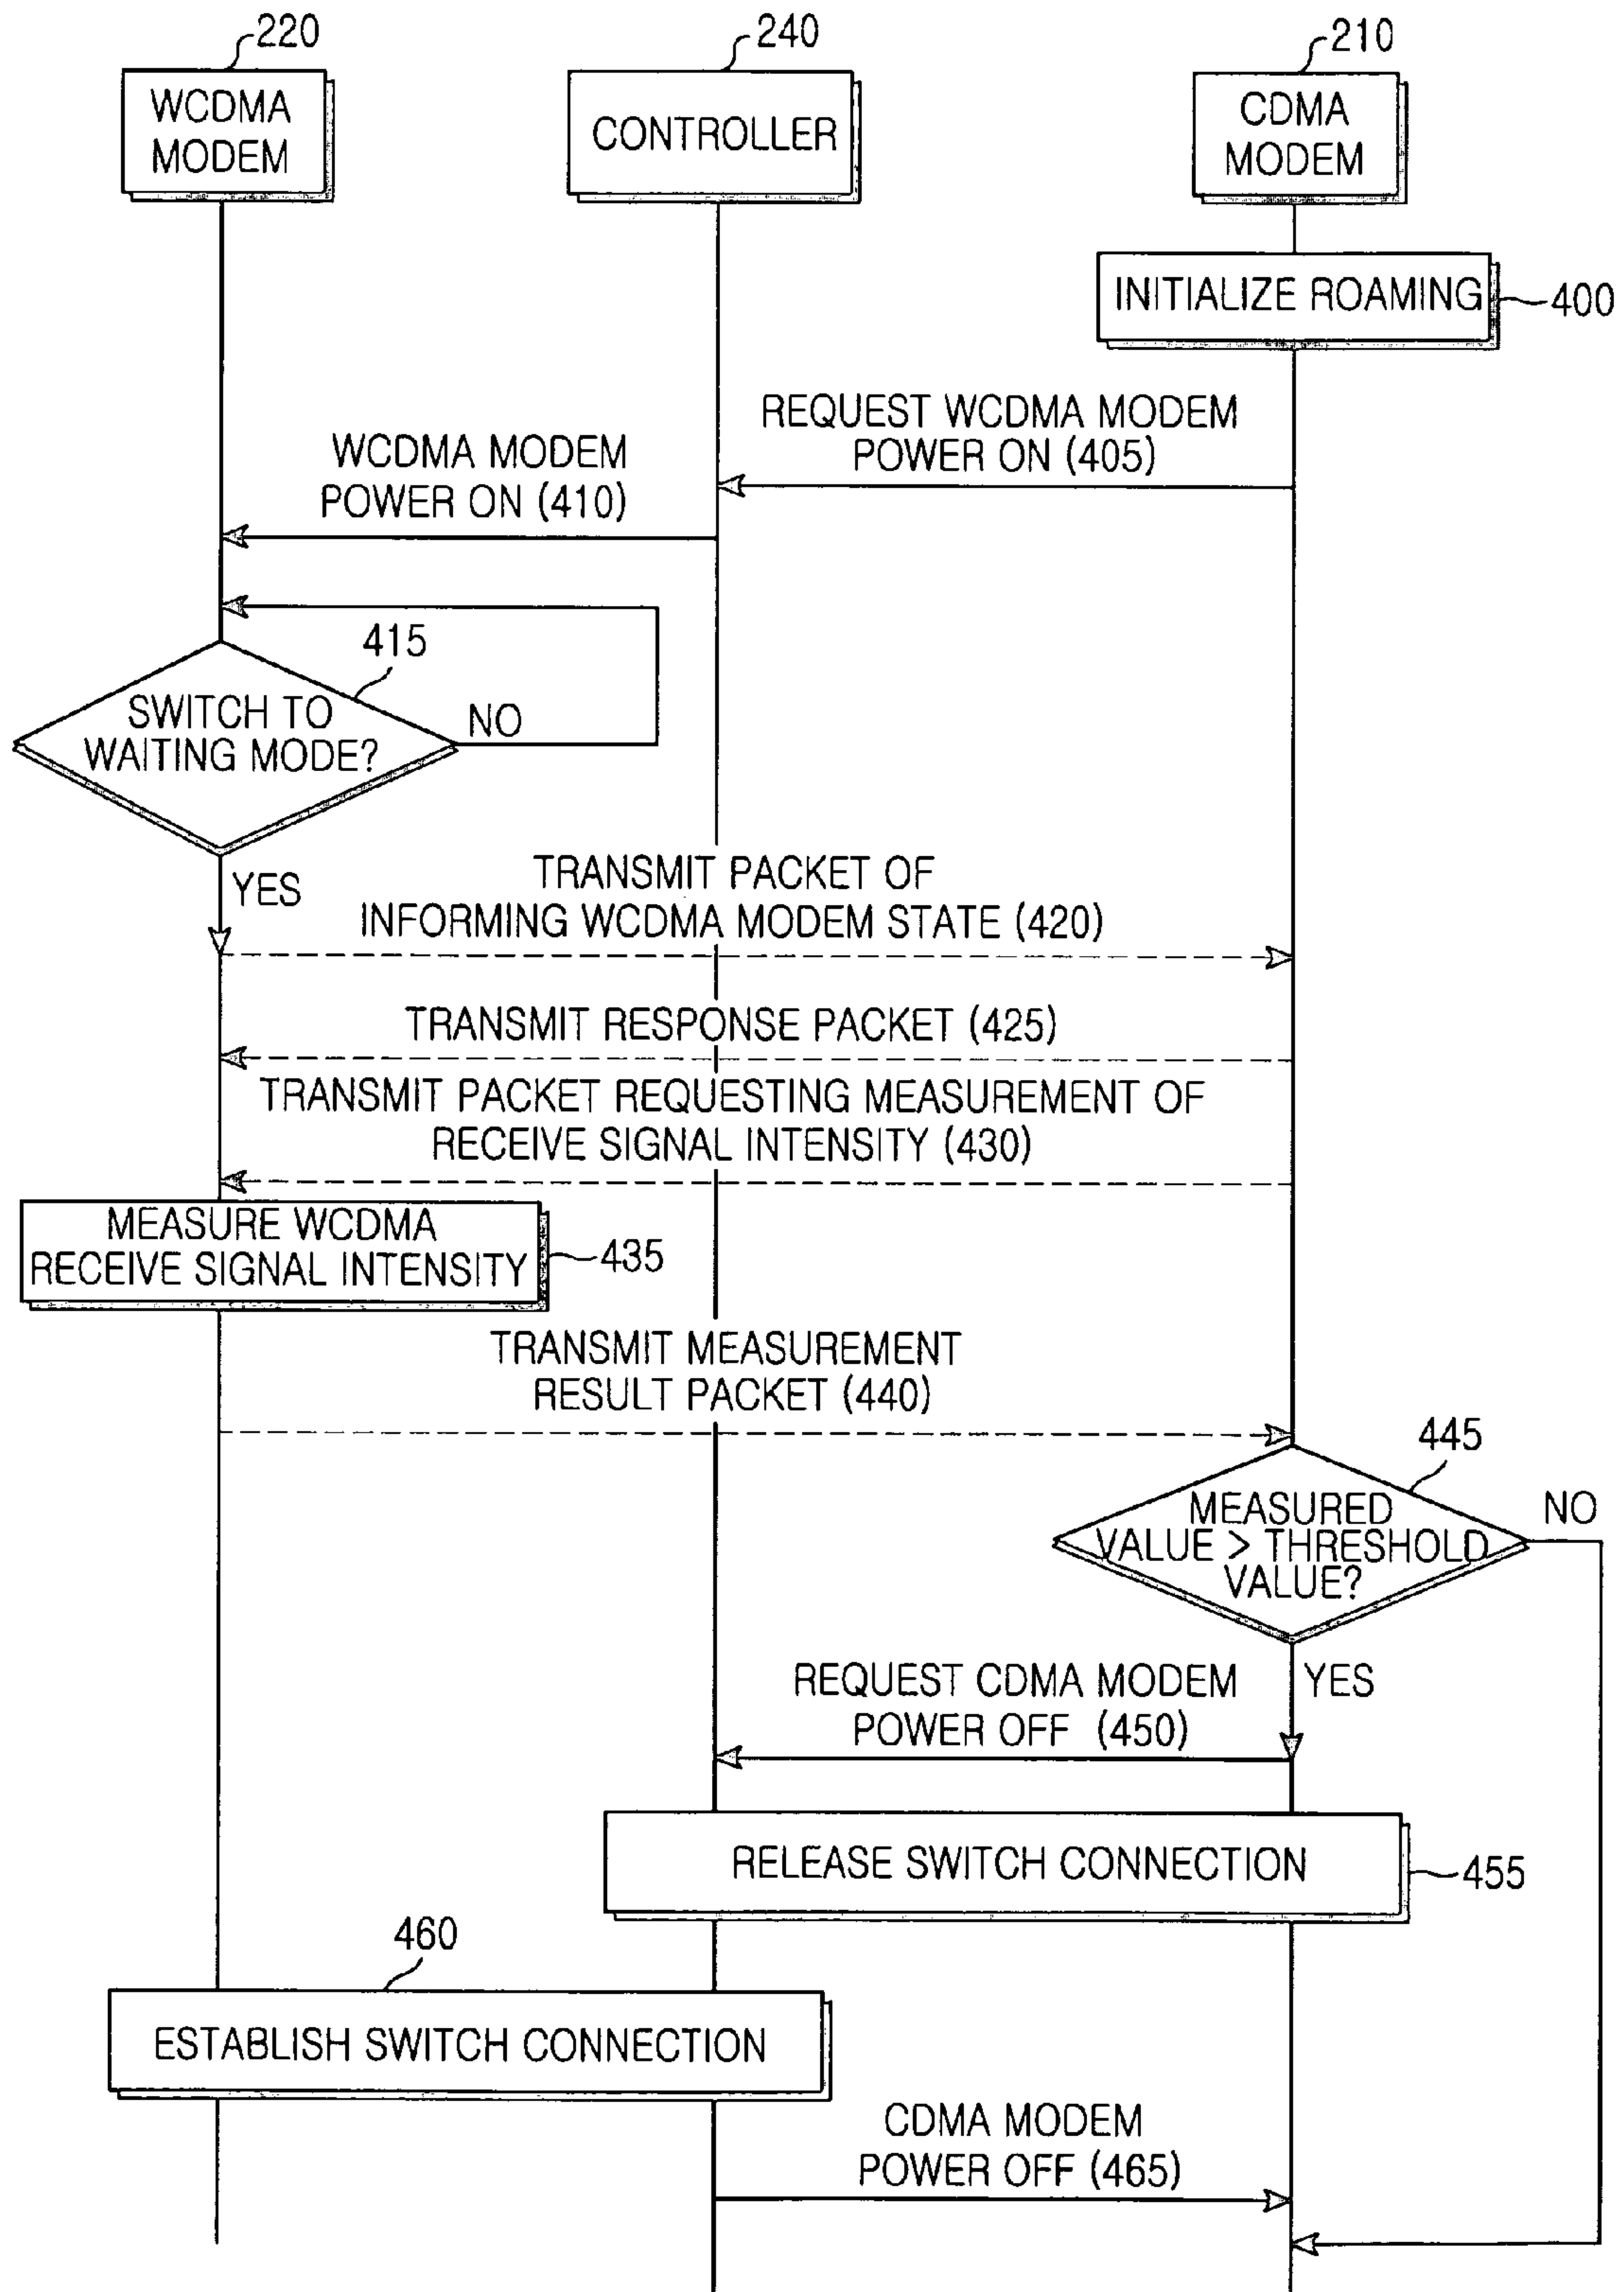 220
240
210
WCDMA
MODEM
CONTROLLER
CDMA
MODEM
INITIALIZE ROAMING
400
REQUEST WCDMA MODEM
POWER ON (405)
WCDMA MODEM
POWER ON (410)
415
SWITCH TO
WAITING MODE?
NO
YES
TRANSMIT PACKET OF
INFORMING WCDMA MODEM STATE (420)
TRANSMIT RESPONSE PACKET (425)
TRANSMIT PACKET REQUESTING MEASUREMENT OF
RECEIVE SIGNAL INTENSITY (430)
MEASURE WCDMA
RECEIVE SIGNAL INTENSITY
435
TRANSMIT MEASUREMENT
RESULT PACKET (440)
445
MEASURED
VALUE > THRESHOLD
VALUE?
NO
YES
REQUEST CDMA MODEM
POWER OFF (450)
RELEASE SWITCH CONNECTION
455
460
ESTABLISH SWITCH CONNECTION
CDMA MODEM
POWER OFF (465)